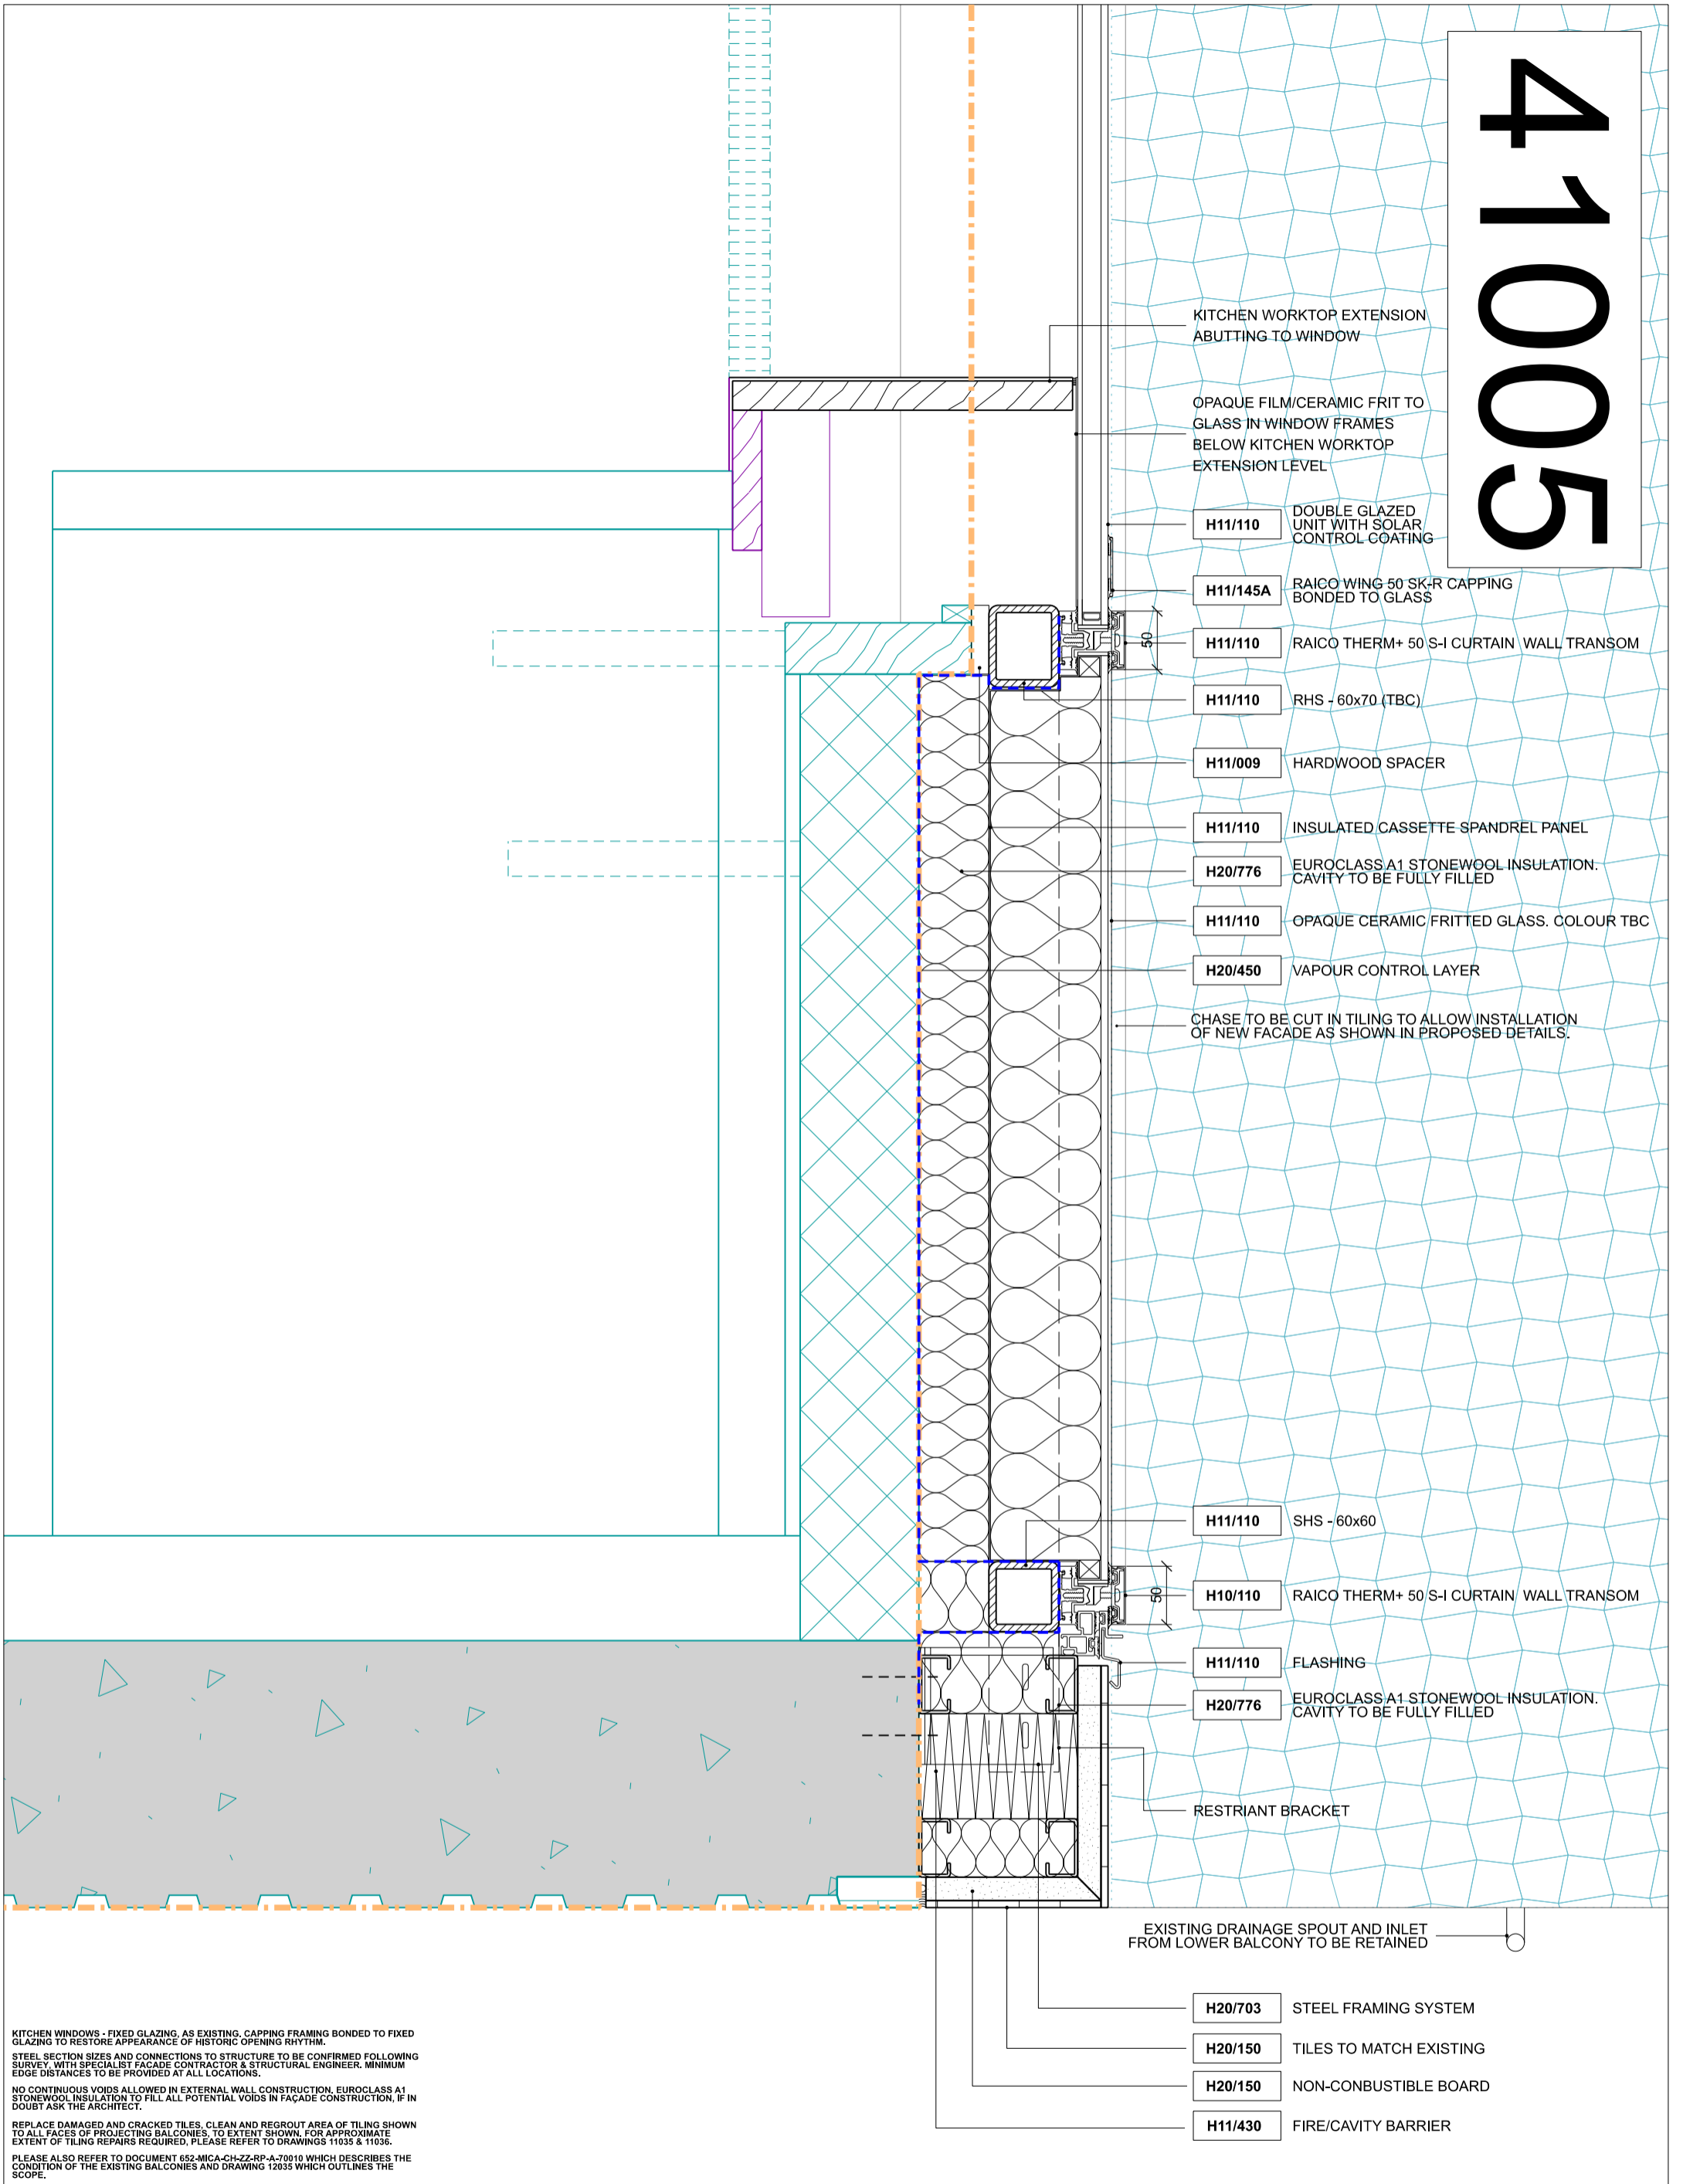 41005
KITCHEN WORKTOP EXTENSION
ABUTTING TO WINDOW
OPAQUE FILM/CERAMIC FRIT TO
GLASS IN WINDOW FRAMES
BELOW KITCHEN WORKTOP
EXTENSION LEVEL
H11/110 DOUBLE GLAZED
UNIT WITH SOLAR
CONTROL COATING
H11/145A RAICO WING 50 SK-R CAPPING
BONDED TO GLASS
50
H11/110 RAICO THERM+ 50 S-I CURTAIN WALL TRANSOM
H11/110 RHS - 60x70 (TBC)
H11/009 HARDWOOD SPACER
H11/110 INSULATED CASSETTE SPANDREL PANEL
H20/776 EUROCLASS A1 STONEWOOL INSULATION.
CAVITY TO BE FULLY FILLED
H11/110 OPAQUE CERAMIC FRITTED GLASS. COLOUR TBC
H20/450 VAPOUR CONTROL LAYER
CHASE TO BE CUT IN TILING TO ALLOW INSTALLATION
OF NEW FACADE AS SHOWN IN PROPOSED DETAILS.
H11/110 SHS - 60x60
50
H10/110 RAICO THERM+ 50 S-I CURTAIN WALL TRANSOM
H11/110 FLASHING
H20/776 EUROCLASS A1 STONEWOOL INSULATION.
CAVITY TO BE FULLY FILLED
RESTRIANT BRACKET
EXISTING DRAINAGE SPOUT AND INLET
FROM LOWER BALCONY TO BE RETAINED
H20/703 STEEL FRAMING SYSTEM
H20/150 TILES TO MATCH EXISTING
H20/150 NON-CONBUSTIBLE BOARD
H11/430 FIRE/CAVITY BARRIER
KITCHEN WINDOWS - FIXED GLAZING, AS EXISTING, CAPPING FRAMING BONDED TO FIXED
GLAZING TO RESTORE APPEARANCE OF HISTORIC OPENING RHYTHM.
STEEL SECTION SIZES AND CONNECTIONS TO STRUCTURE TO BE CONFIRMED FOLLOWING
SURVEY, WITH SPECIALIST FACADE CONTRACTOR & STRUCTURAL ENGINEER. MINIMUM
EDGE DISTANCES TO BE PROVIDED AT ALL LOCATIONS.
NO CONTINUOUS VOIDS ALLOWED IN EXTERNAL WALL CONSTRUCTION, EUROCLASS A1
STONEWOOL INSULATION TO FILL ALL POTENTIAL VOIDS IN FAÇADE CONSTRUCTION, IF IN
DOUBT ASK THE ARCHITECT.
REPLACE DAMAGED AND CRACKED TILES, CLEAN AND REGROUT AREA OF TILING SHOWN
TO ALL FACES OF PROJECTING BALCONIES, TO EXTENT SHOWN. FOR APPROXIMATE
EXTENT OF TILING REPAIRS REQUIRED, PLEASE REFER TO DRAWINGS 11035 & 11036.
PLEASE ALSO REFER TO DOCUMENT 652-MICA-CH-ZZ-RP-A-70010 WHICH DESCRIBES THE
CONDITION OF THE EXISTING BALCONIES AND DRAWING 12035 WHICH OUTLINES THE
SCOPE.